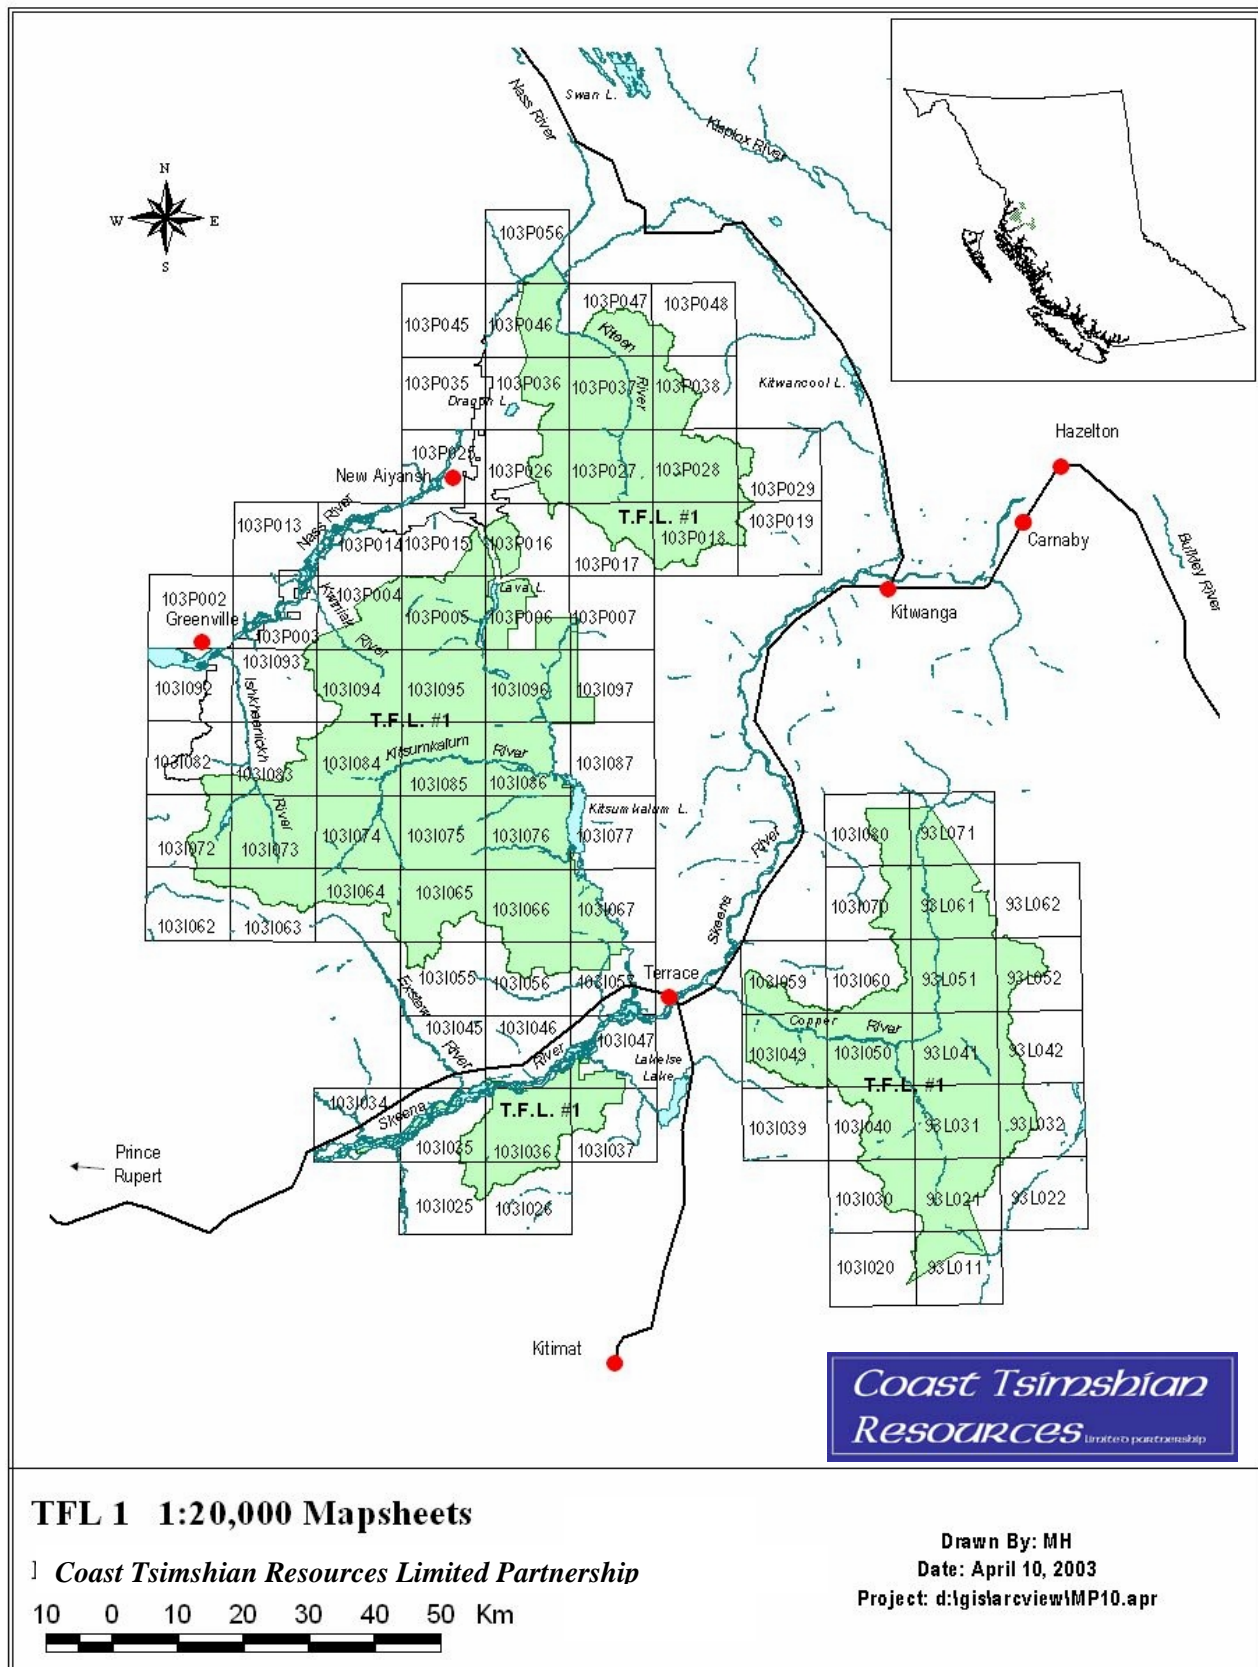 Swan L.
Nass River
Kispiox River
N
W E
S
103P056
103P045
103P046
103P047
103P048
Kiteen
River
103P035
103P036
103P037
103P038
Kitwancool L.
Dragon L.
Hazelton
103P025
New Aiyansh
103P026
103P027
103P028
103P029
Nass River
103P013
103P014
103P015
103P016
T.F.L. #1
103P017
103P018
103P019
Carnaby
Bulkley River
103P002
Greenville
103P003
103P004
Kwiniak
River
103P005
Lava L.
103P006
103P007
Kitwanga
103I092
103I093
Ishkheenickh
River
103I094
103I095
103I096
103I097
T.F.L. #1
Kitsumkalum River
103I082
103I083
103I084
103I085
103I086
103I087
Kitsumkalum L.
103I072
103I073
103I074
103I075
103I076
103I077
Skeena River
103I080
93L071
103I062
103I063
103I064
103I065
103I066
103I067
103I070
93L061
93L062
Exstew
River
103I055
103I056
103I057
Terrace
103I059
103I060
93L051
93L052
Copper River
103I045
103I046
103I047
Lakelse
Lake
103I049
103I050
93L041
93L042
T.F.L. #1
103I034
Skeena River
T.F.L. #1
103I035
103I036
103I037
103I039
103I040
93L031
93L032
Prince
Rupert
103I025
103I026
103I030
93L021
93L022
103I020
93L011
Kitimat
Coast Tsimshian
Resources limited partnership
TFL 1 1:20,000 Mapsheets
Coast Tsimshian Resources Limited Partnership
10 0 10 20 30 40 50 Km
Drawn By: MH
Date: April 10, 2003
Project: d:\gis\arcview\MP10.apr